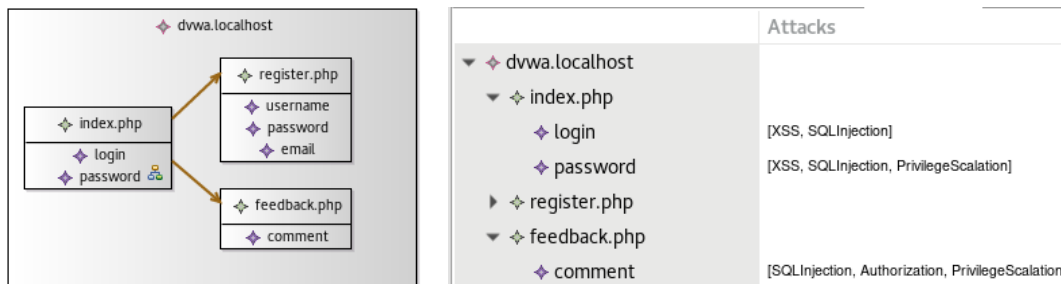 dvwa.localhost
register.php
username
password
email
index.php
login
password
feedback.php
comment
Attacks
dvwa.localhost
index.php
login [XSS, SQLInjection]
password [XSS, SQLInjection, PrivilegeScalation]
register.php
feedback.php
comment [SQLInjection, Authorization, PrivilegeScalation